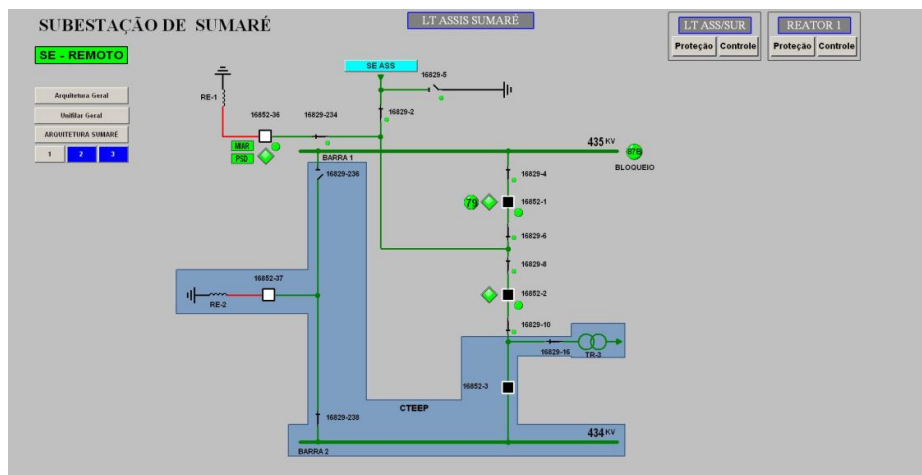 SUBESTAÇÃO DE SUMARÉ
LT ASSIS SUMARÉ
LT ASS/SUR
REATOR 1
Proteção
Controle
Proteção
Controle
SE - REMOTO
SE ASS
16829-5
RE-1
Arquitetura Geral
Unifilar Geral
ARQUITETURA SUMARÉ
1
2
3
16852-36
16829-234
16829-2
MIAR
PSD
435 KV
BARRA 1
BLOQUEIO
16829-236
16829-4
79
16852-1
16829-6
16829-8
16852-37
RE-2
16852-2
16829-10
16829-16
TR-3
16852-3
CTEEP
16829-238
434 KV
BARRA 2